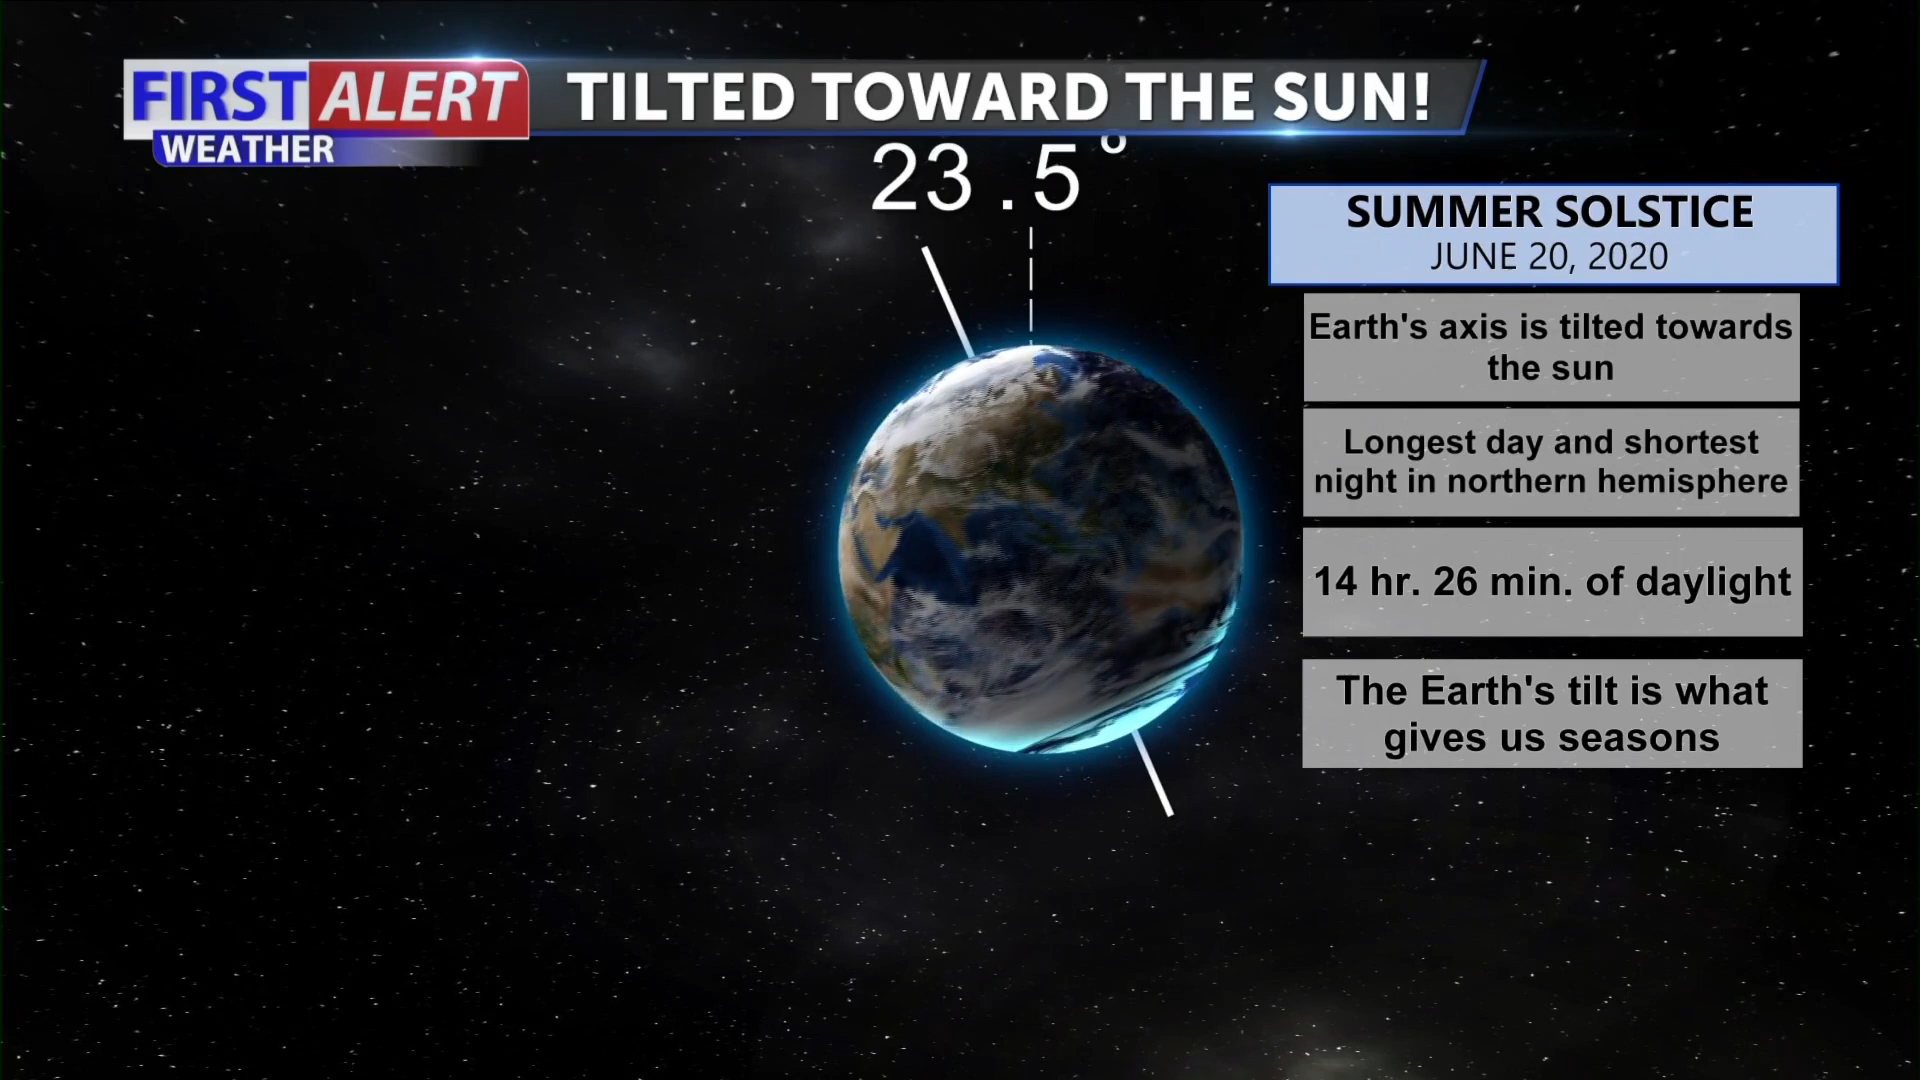 FIRST ALERT
WEATHER
TILTED TOWARD THE SUN!
23.5°
SUMMER SOLSTICE
JUNE 20, 2020
Earth's axis is tilted towards
the sun
Longest day and shortest
night in northern hemisphere
14 hr. 26 min. of daylight
The Earth's tilt is what
gives us seasons